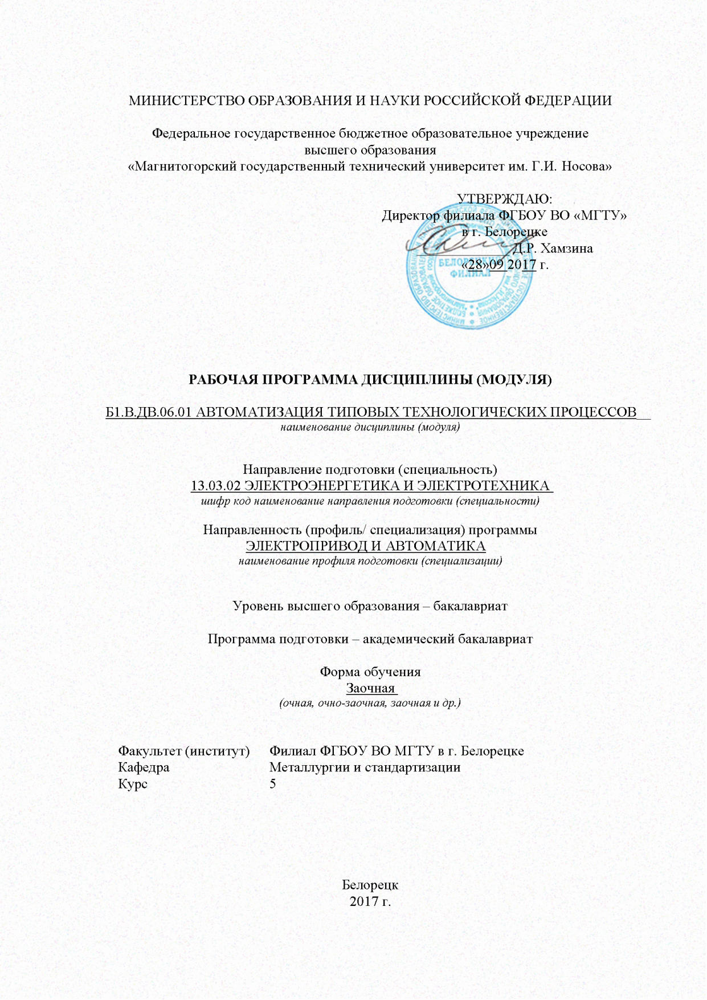 МИНИСТЕРСТВО ОБРАЗОВАНИЯ И НАУКИ РОССИЙСКОЙ ФЕДЕРАЦИИ
Федеральное государственное бюджетное образовательное учреждение
высшего образования
«Магнитогорский государственный технический университет им. Г.И. Носова»
УТВЕРЖДАЮ:
Директор филиала ФГБОУ ВО «МГТУ»
в г. Белорецке
Д.Р. Хамзина
«28»09 2017 г.
БЕЛОРЕЦКИЙ
ФИЛИАЛ
РАБОЧАЯ ПРОГРАММА ДИСЦИПЛИНЫ (МОДУЛЯ)
Б1.В.ДВ.06.01 АВТОМАТИЗАЦИЯ ТИПОВЫХ ТЕХНОЛОГИЧЕСКИХ ПРОЦЕССОВ
наименование дисциплины (модуля)
Направление подготовки (специальность)
13.03.02 ЭЛЕКТРОЭНЕРГЕТИКА И ЭЛЕКТРОТЕХНИКА
шифр код наименование направления подготовки (специальности)
Направленность (профиль/ специализация) программы
ЭЛЕКТРОПРИВОД И АВТОМАТИКА
наименование профиля подготовки (специализации)
Уровень высшего образования – бакалавриат
Программа подготовки – академический бакалавриат
Форма обучения
Заочная
(очная, очно-заочная, заочная и др.)
Факультет (институт) Филиал ФГБОУ ВО МГТУ в г. Белорецке
Кафедра Металлургии и стандартизации
Курс 5
Белорецк
2017 г.